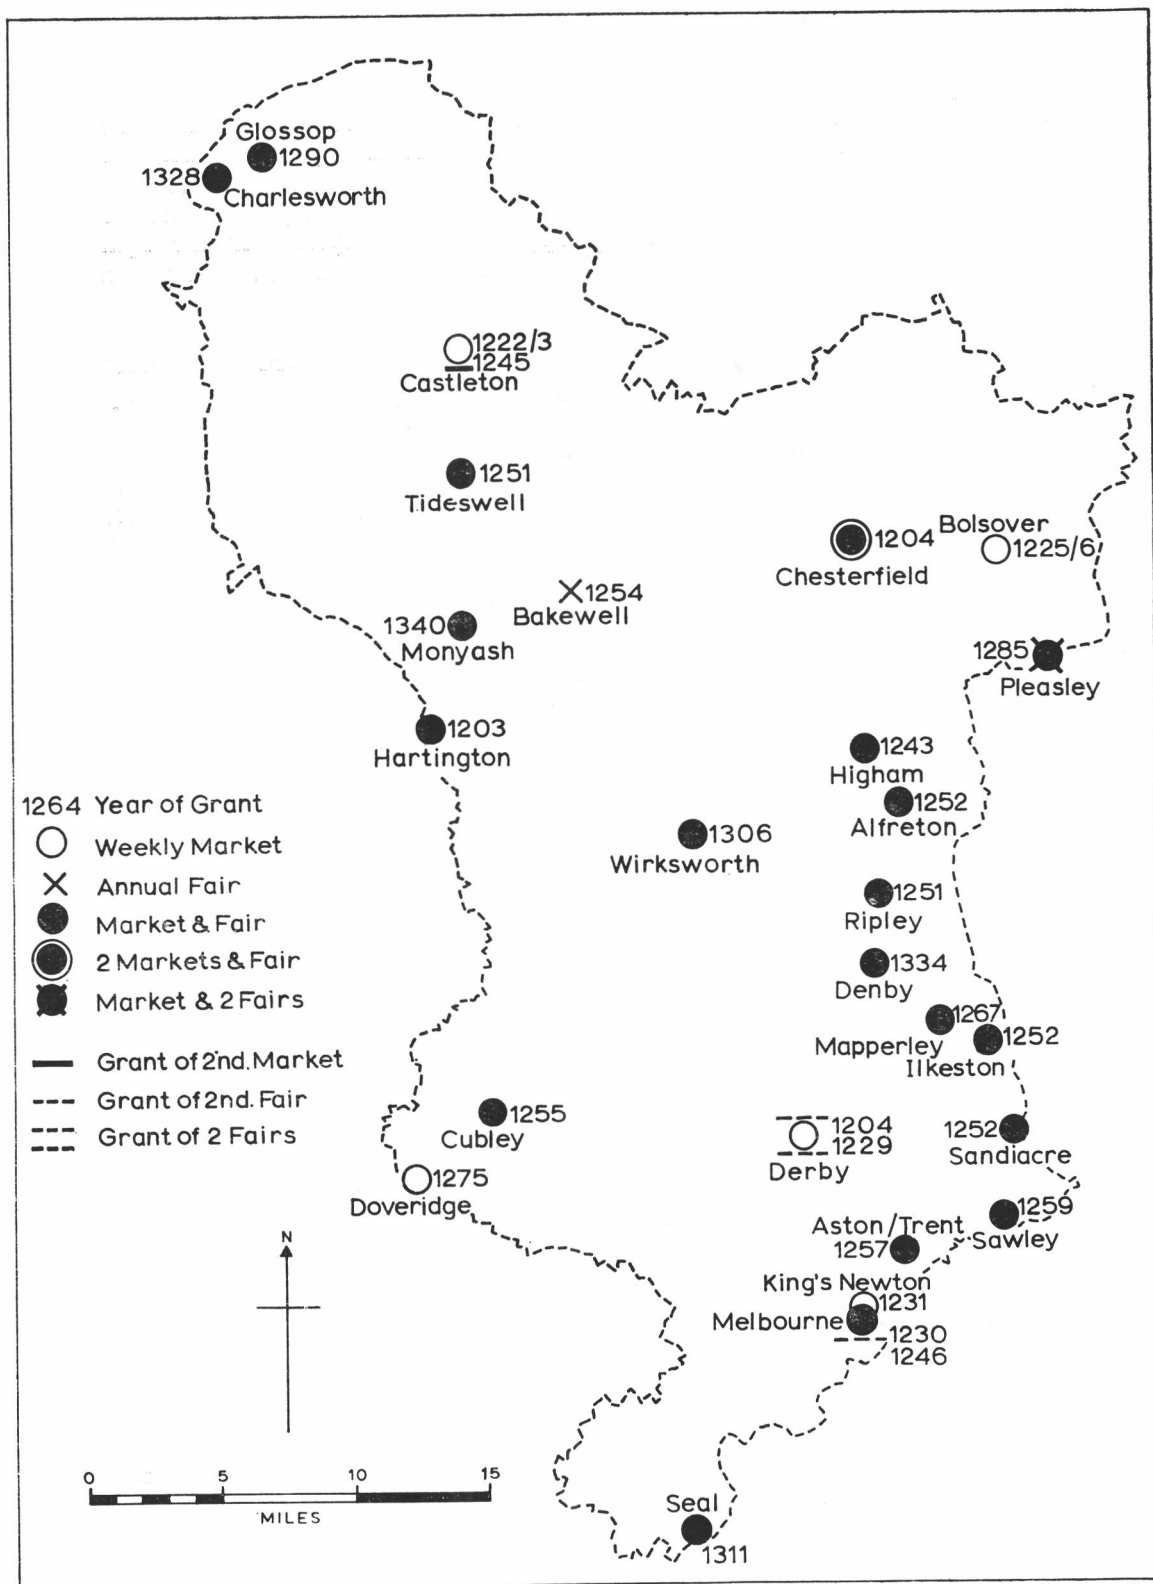 Glossop
1290
1328
Charlesworth
1222/3
1245
Castleton
1251
Tideswell
1204
Chesterfield
Bolsover
1225/6
1254
Bakewell
1340
Monyash
1285
Pleasley
1203
Hartington
1243
Higham
1252
Alfreton
1306
Wirksworth
1251
Ripley
1334
Denby
1267
Mapperley
1252
Ilkeston
1255
Cubley
1204
1229
Derby
1252
Sandiacre
1275
Doveridge
1259
Sawley
Aston/Trent
1257
King's Newton
1231
Melbourne
1230
1246
Seal
1311
1264 Year of Grant
Weekly Market
Annual Fair
Market & Fair
2 Markets & Fair
Market & 2 Fairs
Grant of 2nd. Market
Grant of 2nd. Fair
Grant of 2 Fairs
N
0 5 10 15
MILES